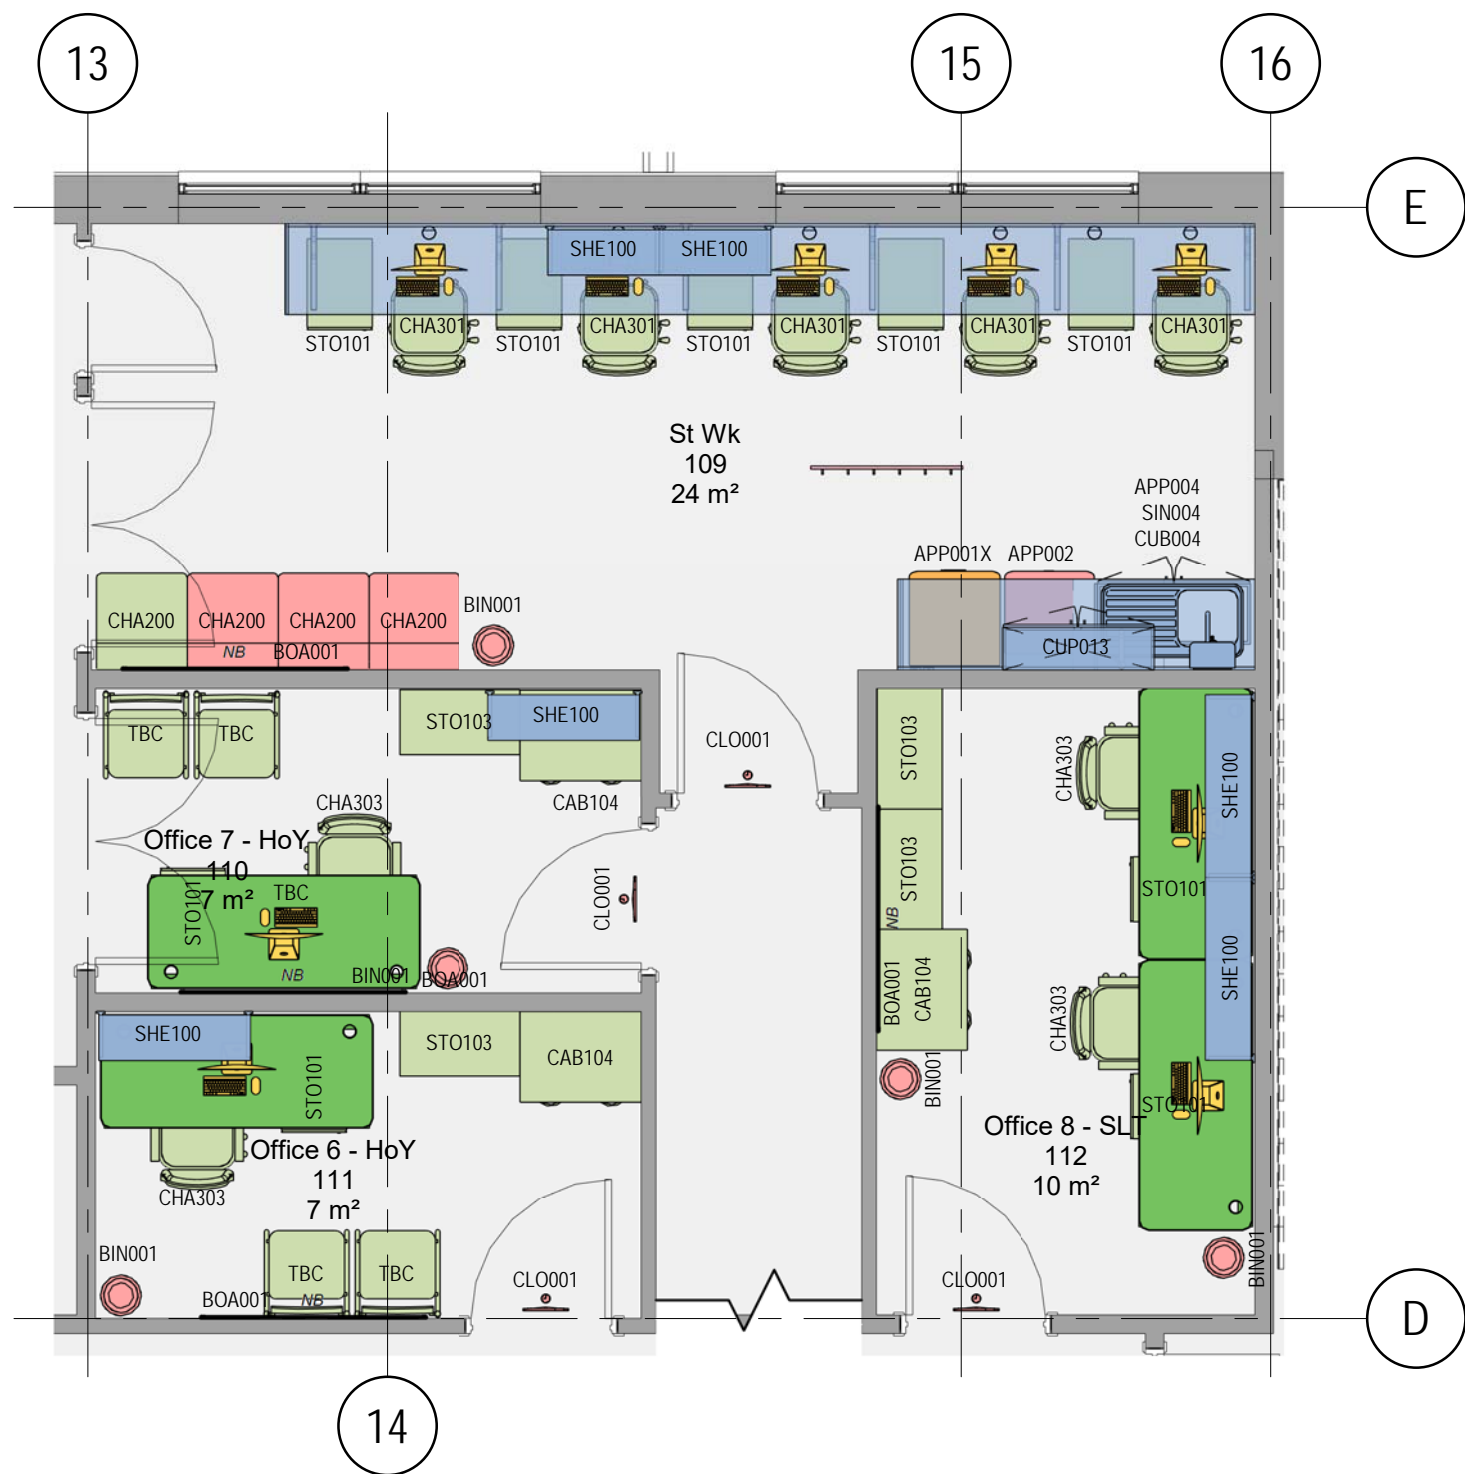 13
15
16
E
SHE100
SHE100
CHA301
CHA301
CHA301
CHA301
CHA301
STO101
STO101
STO101
STO101
STO101
St Wk
109
24 m²
APP004
SIN004
CUB004
APP001X
APP002
BIN001
CHA200
CHA200
CHA200
CHA200
NB
BOA001
CUP013
TBC
TBC
STO103
SHE100
CAB104
CLO001
CHA303
Office 7 - HoY
110
7 m²
STO101
TBC
NB
BIN001
BOA001
CLO001
STO103
STO103
NB
BOA001
CAB104
BIN001
CHA303
SHE100
STO101
SHE100
CHA303
STO101
Office 8 - SLT
112
10 m²
CLO001
BIN001
SHE100
STO101
STO103
CAB104
Office 6 - HoY
111
7 m²
CHA303
BIN001
TBC
TBC
NB
BOA001
CLO001
D
14